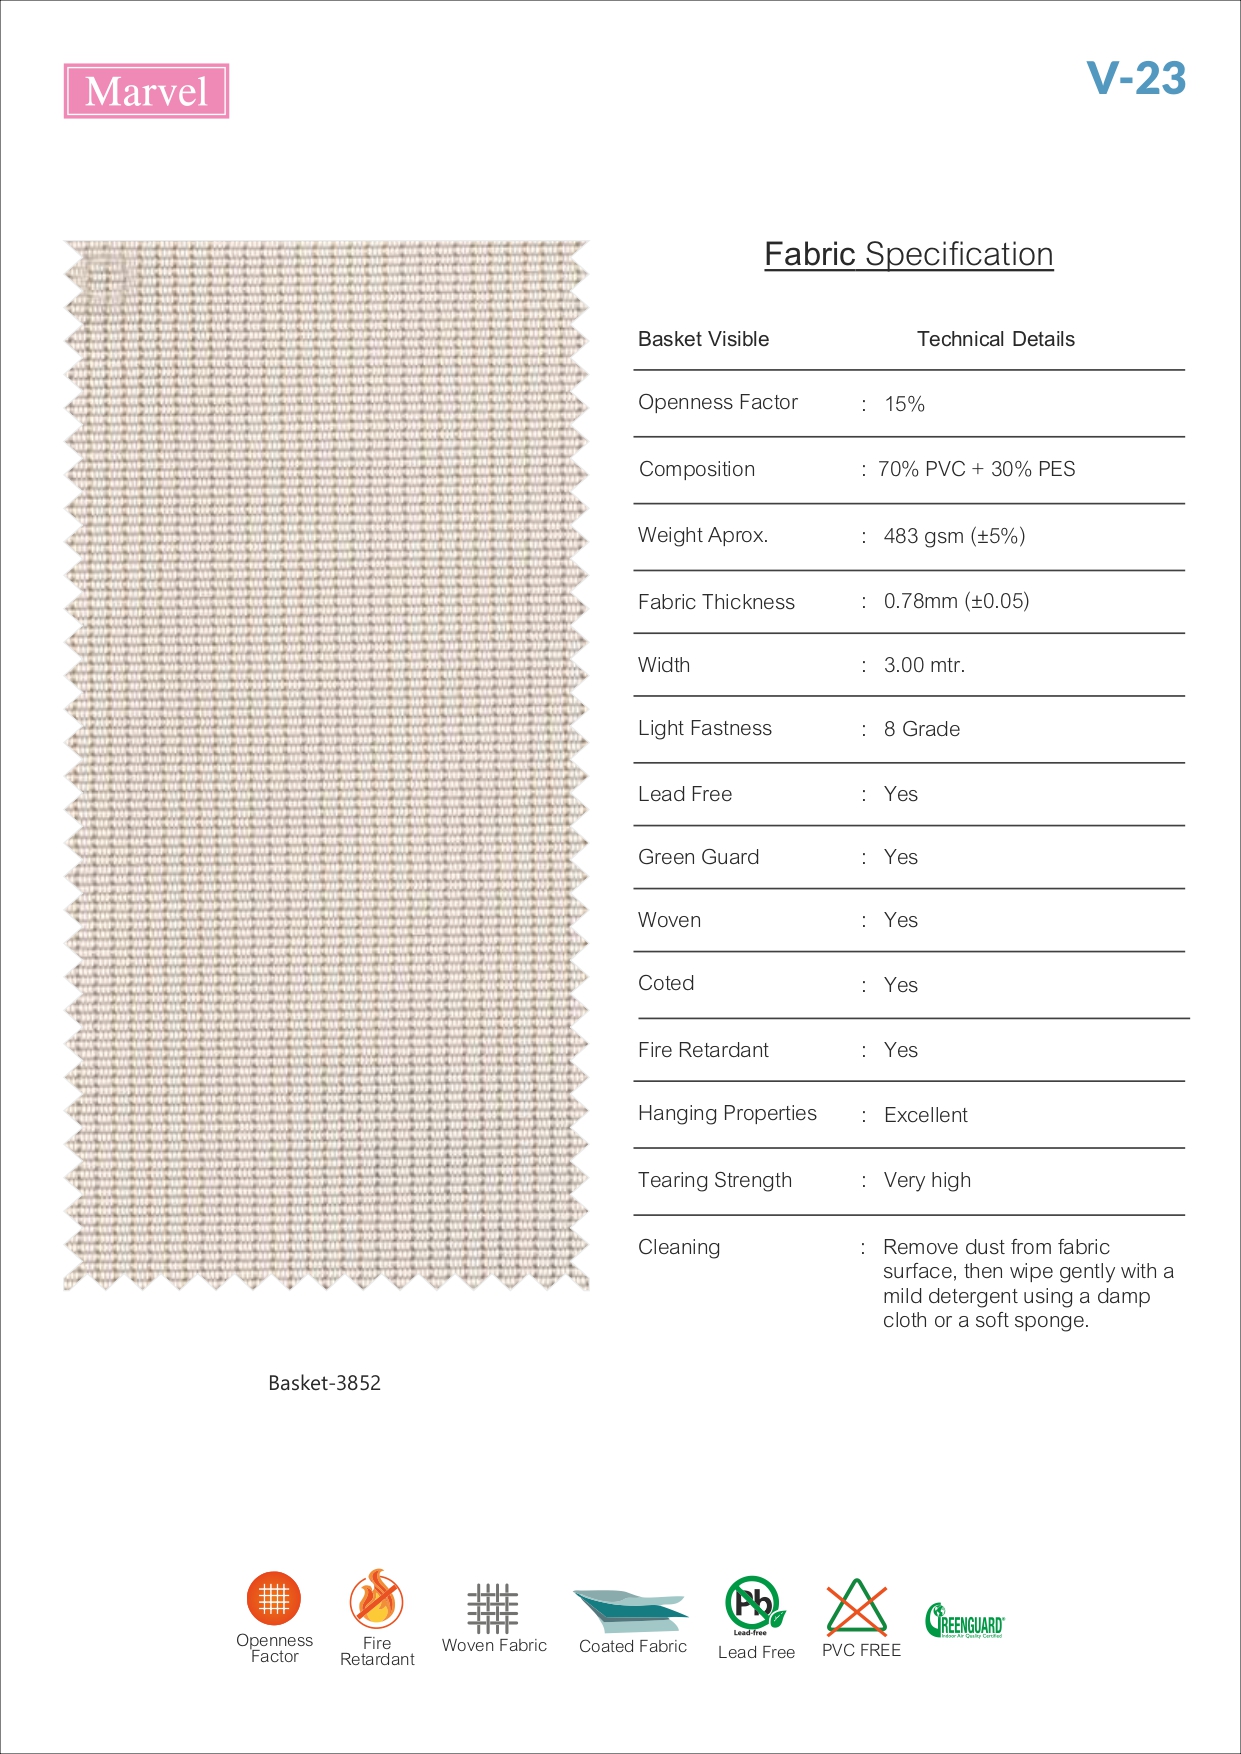 Marvel
V-23
Fabric Specification
Basket Visible Technical Details
Openness Factor : 15%
Composition : 70% PVC + 30% PES
Weight Aprox. : 483 gsm (±5%)
Fabric Thickness : 0.78mm (±0.05)
Width : 3.00 mtr.
Light Fastness : 8 Grade
Lead Free : Yes
Green Guard : Yes
Woven : Yes
Coted : Yes
Fire Retardant : Yes
Hanging Properties : Excellent
Tearing Strength : Very high
Cleaning : Remove dust from fabric
surface, then wipe gently with a
mild detergent using a damp
cloth or a soft sponge.
Basket-3852
Openness
Factor
Fire
Retardant
Woven Fabric
Coated Fabric
Pb
Lead-free
Lead Free
PVC FREE
GREENGUARD
Indoor Air Quality Certified